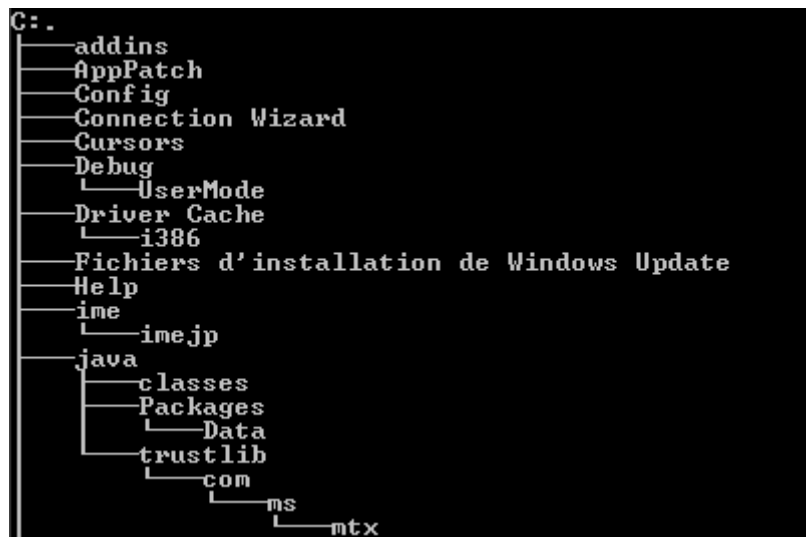 C:.
addins
AppPatch
Config
Connection Wizard
Cursors
Debug
UserMode
Driver Cache
i386
Fichiers d'installation de Windows Update
Help
ime
imejp
java
classes
Packages
Data
trustlib
com
ms
mtx